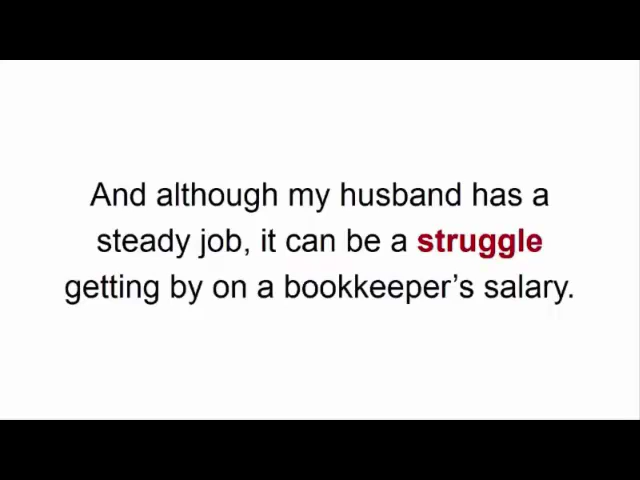 And although my husband has a
steady job, it can be a struggle
getting by on a bookkeeper’s salary.